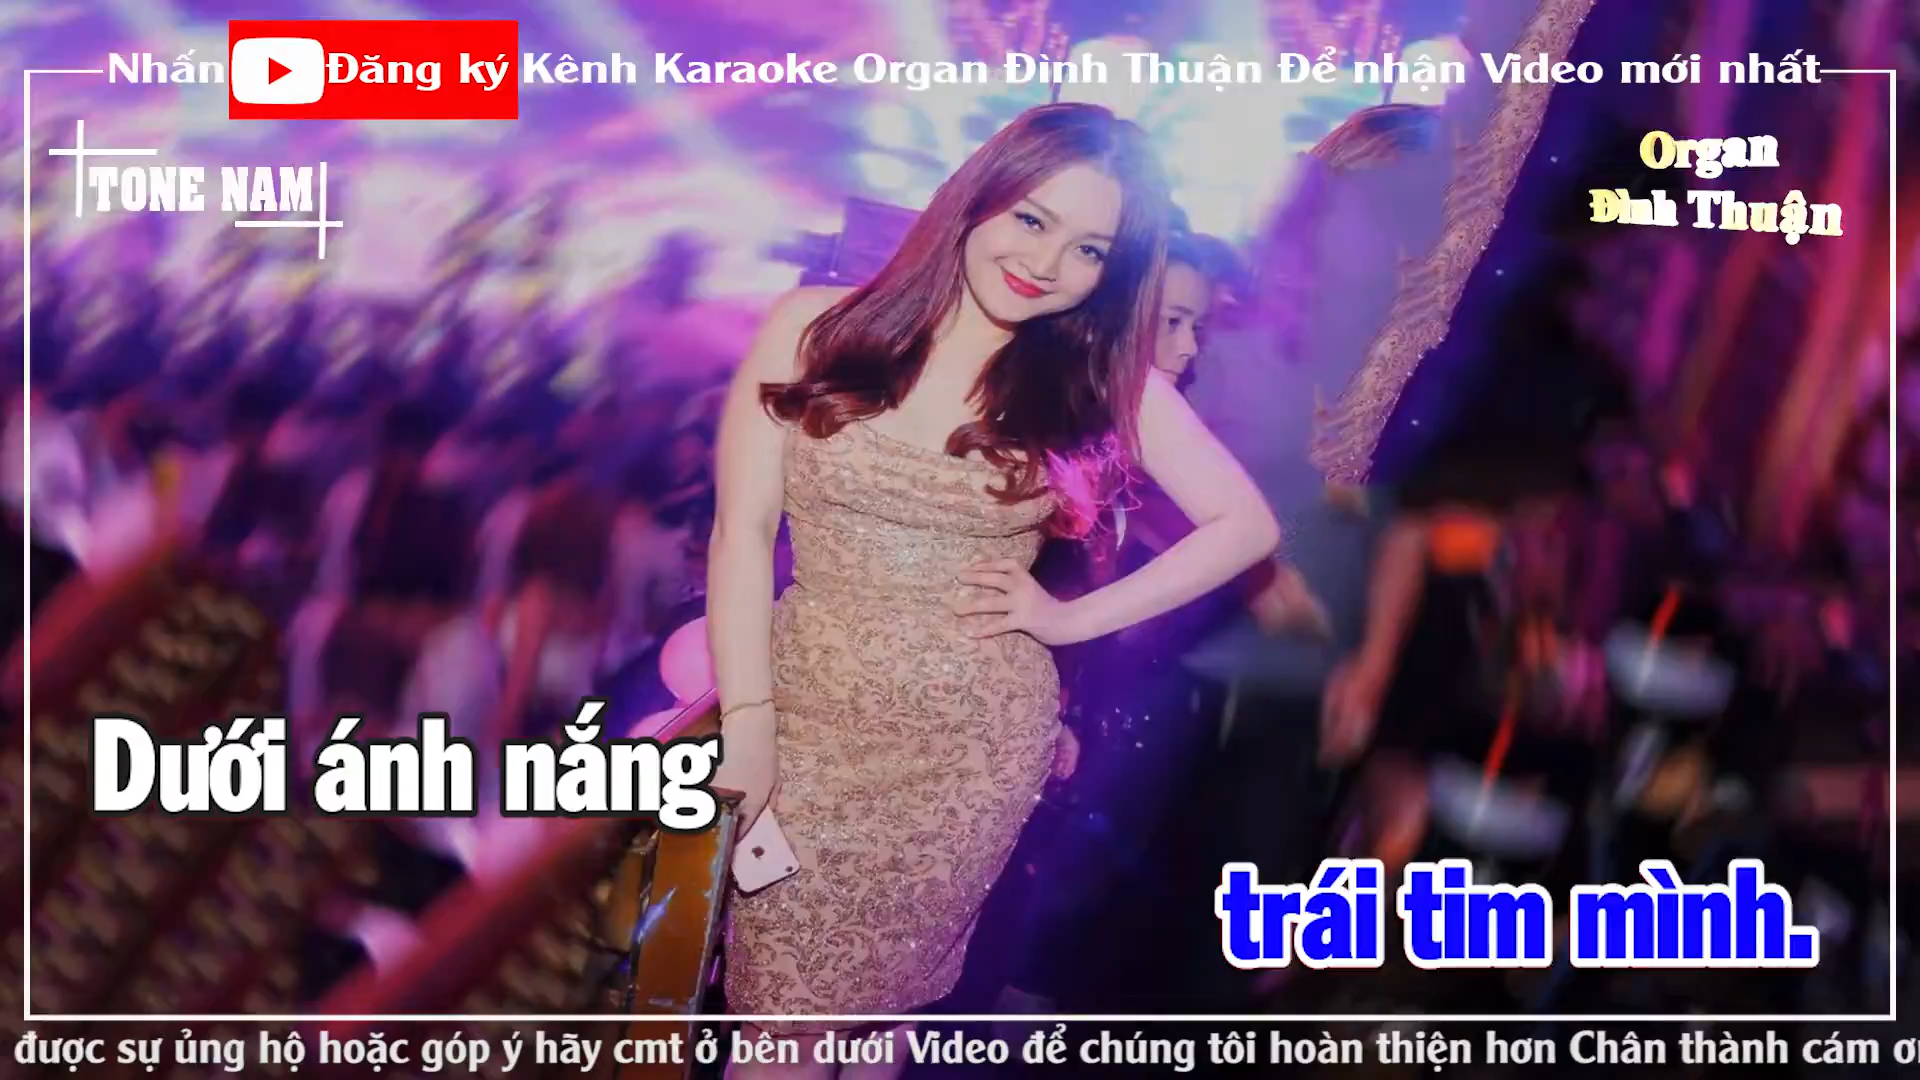 Nhấn Đăng ký Kênh Karaoke Organ Đình Thuận Để nhận Video mới nhất
TONE NAM
Organ
Đình Thuận
Dưới ánh nắng
trái tim mình.
được sự ủng hộ hoặc góp ý hãy cmt ở bên dưới Video để chúng tôi hoàn thiện hơn Chân thành cám ơn